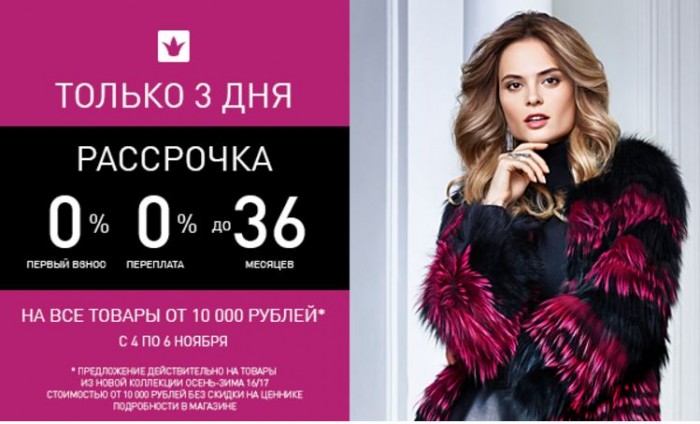 ТОЛЬКО 3 ДНЯ
РАССРОЧКА
0% 0% до 36
ПЕРВЫЙ ВЗНОС ПЕРЕПЛАТА МЕСЯЦЕВ
НА ВСЕ ТОВАРЫ ОТ 10 000 РУБЛЕЙ*
С 4 ПО 6 НОЯБРЯ
* ПРЕДЛОЖЕНИЕ ДЕЙСТВИТЕЛЬНО НА ТОВАРЫ
ИЗ НОВОЙ КОЛЛЕКЦИИ ОСЕНЬ-ЗИМА 16/17
СТОИМОСТЬЮ ОТ 10 000 РУБЛЕЙ БЕЗ СКИДКИ НА ЦЕННИКЕ
ПОДРОБНОСТИ В МАГАЗИНЕ